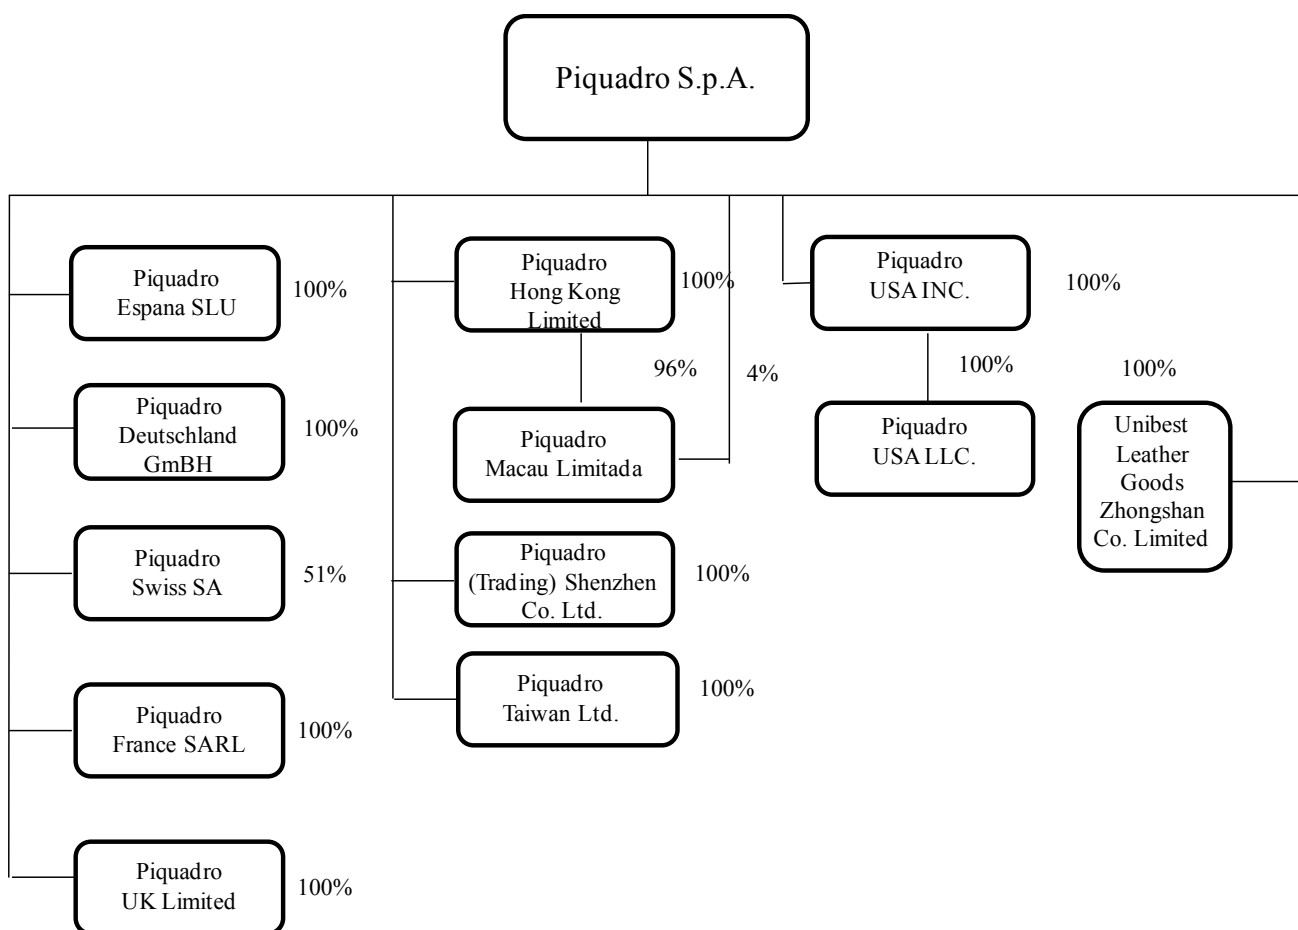 Piquadro S.p.A.
Piquadro
Espana SLU
100%
Piquadro
Deutschland
GmBH
100%
Piquadro
Swiss SA
51%
Piquadro
France SARL
100%
Piquadro
UK Limited
100%
Piquadro
Hong Kong
Limited
100%
96%
4%
Piquadro
Macau Limitada
Piquadro
(Trading) Shenzhen
Co. Ltd.
100%
Piquadro
Taiwan Ltd.
100%
Piquadro
USA INC.
100%
100%
Piquadro
USA LLC.
100%
Unibest
Leather
Goods
Zhongshan
Co. Limited